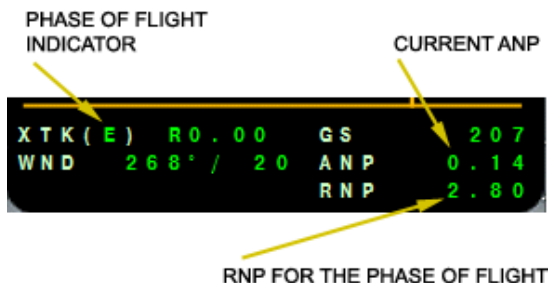 PHASE OF FLIGHT
INDICATOR
CURRENT ANP
XTK(E) R0.00 GS 207
WND 268°/ 20 ANP 0.14
RNP 2.80
RNP FOR THE PHASE OF FLIGHT